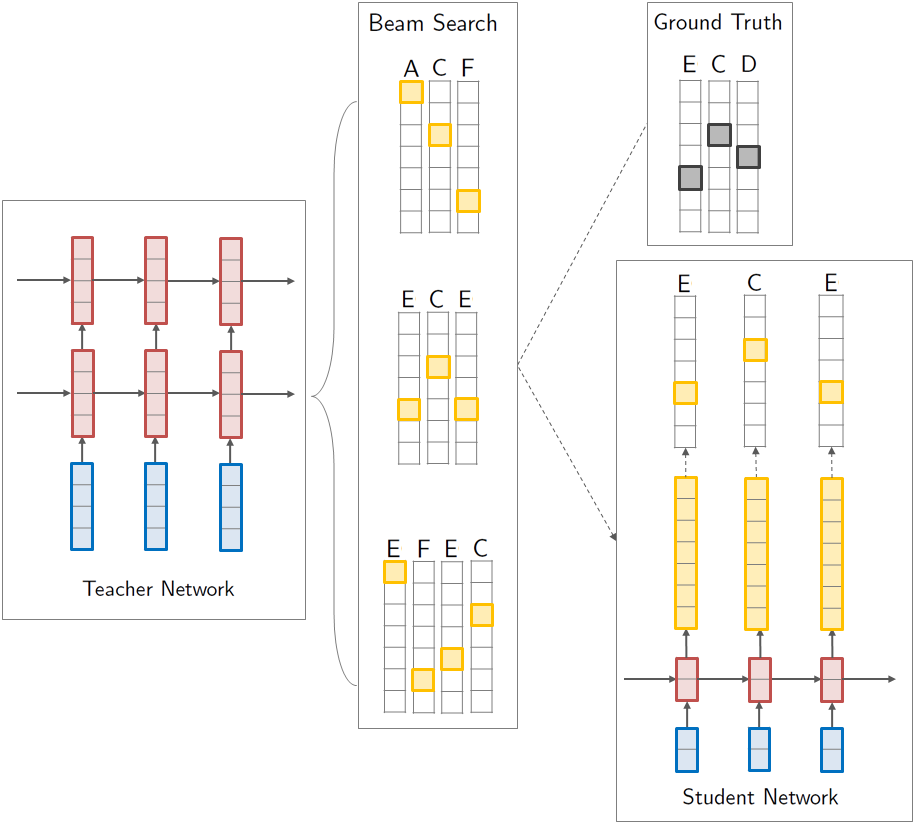 Beam Search
A C F
E C E
E F E C
Ground Truth
E C D
E C E
Teacher Network
Student Network